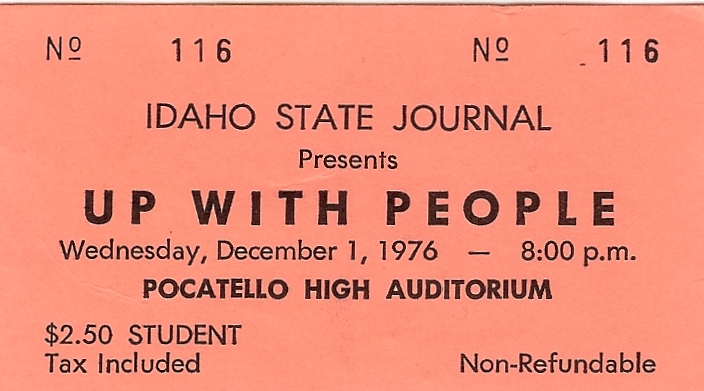 Nº 116 Nº 116
IDAHO STATE JOURNAL
Presents
UP WITH PEOPLE
Wednesday, December 1, 1976 — 8:00 p.m.
POCATELLO HIGH AUDITORIUM
$2.50 STUDENT
Tax Included Non-Refundable